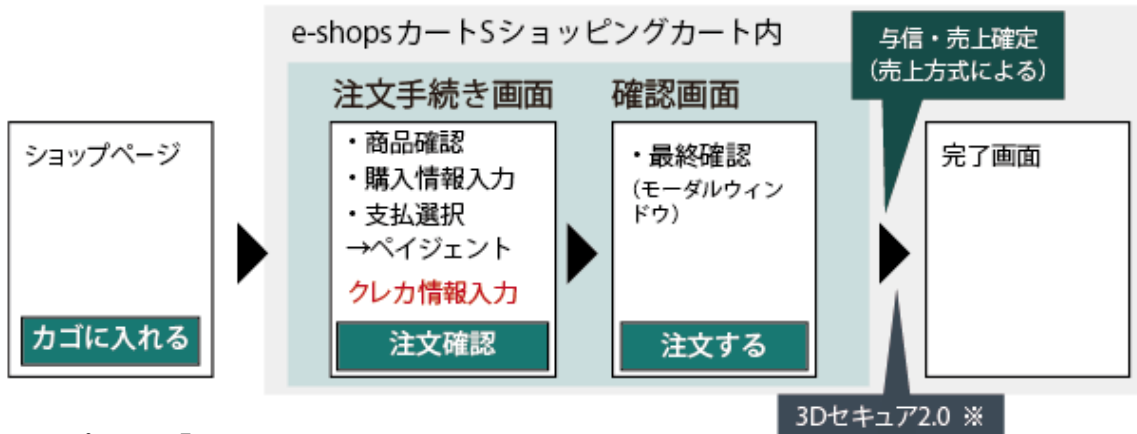 e-shopsカートSショッピングカート内
与信・売上確定
（売上方式による）
注文手続き画面
確認画面
ショップページ
・商品確認
・購入情報入力
・支払選択
→ペイジェント
クレカ情報入力
・最終確認
（モーダルウィン
ドウ）
完了画面
カゴに入れる
注文確認
注文する
3Dセキュア2.0 ※